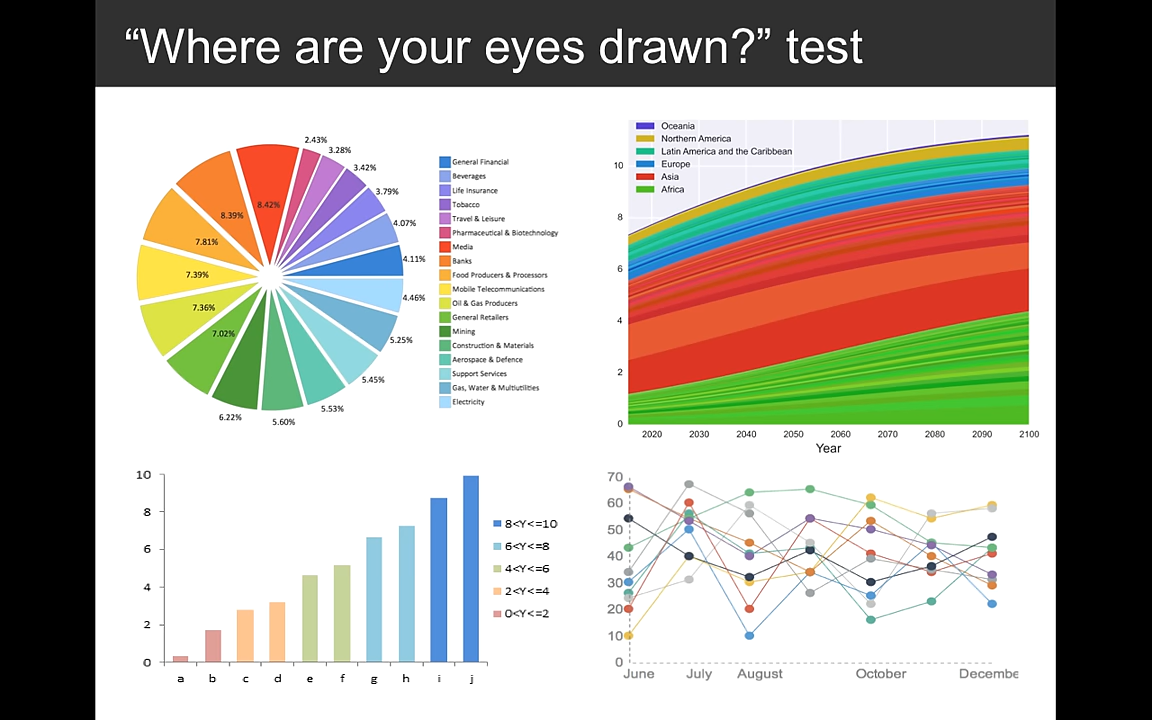 “Where are your eyes drawn?” test
2.43%
3.28%
3.42%
3.79%
4.07%
4.11%
4.46%
5.25%
5.45%
5.53%
5.60%
6.22%
7.02%
7.36%
7.39%
7.81%
8.39%
8.42%
General Financial
Beverages
Life Insurance
Tobacco
Travel & Leisure
Pharmaceutical & Biotechnology
Media
Banks
Food Producers & Processors
Mobile Telecommunications
Oil & Gas Producers
General Retailers
Mining
Construction & Materials
Aerospace & Defence
Support Services
Gas, Water & Multiutilities
Electricity
Oceania
Northern America
Latin America and the Caribbean
Europe
Asia
Africa
10
8
6
4
2
0
2020 2030 2040 2050 2060 2070 2080 2090 2100
Year
10
8
6
4
2
0
a b c d e f g h i j
8<Y<=10
6<Y<=8
4<Y<=6
2<Y<=4
0<Y<=2
70
60
50
40
30
20
10
0
June July August October Decembe